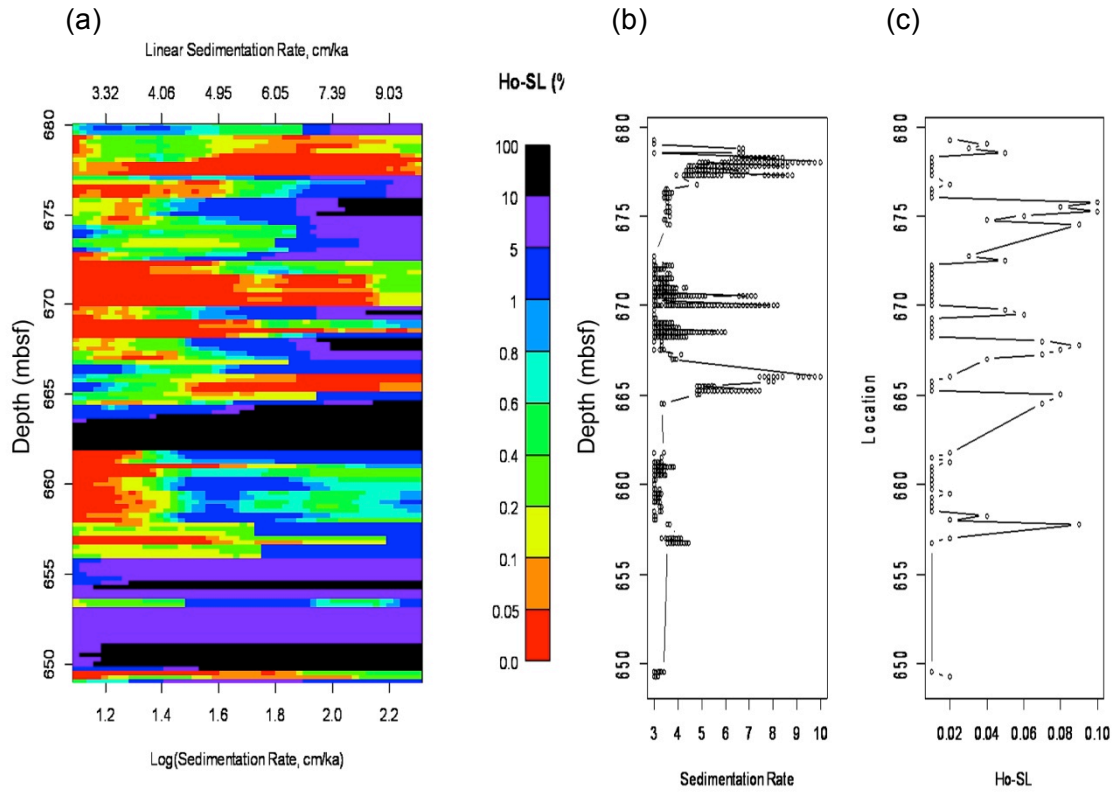 (a)
(b)
(c)
Linear Sedimentation Rate, cm/ka
3.32 4.06 4.95 6.05 7.39 9.03
Depth (mbsf)
680
675
670
665
660
655
650
1.2 1.4 1.6 1.8 2.0 2.2
Log(Sedimentation Rate, cm/ka)
Ho-SL (%
100
10
5
1
0.8
0.6
0.4
0.2
0.1
0.05
0.0
Depth (mbsf)
680
675
670
665
660
655
650
3 4 5 6 7 8 9 10
Sedimentation Rate
Location
680
675
670
665
660
655
650
0.02 0.04 0.06 0.08 0.10
Ho-SL